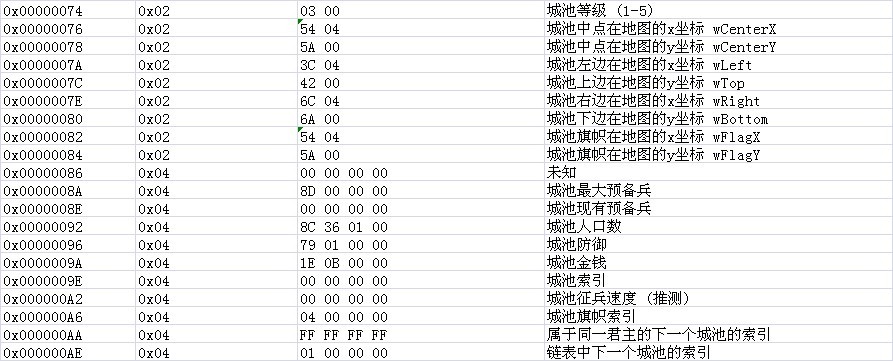 0x00000074 0x02 03 00 城池等级 (1-5)
0x00000076 0x02 54 04 城池中点在地图的x坐标 wCenterX
0x00000078 0x02 5A 00 城池中点在地图的y坐标 wCenterY
0x0000007A 0x02 3C 04 城池左边在地图的x坐标 wLeft
0x0000007C 0x02 42 00 城池上边在地图的y坐标 wTop
0x0000007E 0x02 6C 04 城池右边在地图的x坐标 wRight
0x00000080 0x02 6A 00 城池下边在地图的y坐标 wBottom
0x00000082 0x02 54 04 城池旗帜在地图的x坐标 wFlagX
0x00000084 0x02 5A 00 城池旗帜在地图的y坐标 wFlagY
0x00000086 0x04 00 00 00 00 未知
0x0000008A 0x04 8D 00 00 00 城池最大预备兵
0x0000008E 0x04 00 00 00 00 城池现有预备兵
0x00000092 0x04 8C 36 01 00 城池人口数
0x00000096 0x04 79 01 00 00 城池防御
0x0000009A 0x04 1E 0B 00 00 城池金钱
0x0000009E 0x04 00 00 00 00 城池索引
0x000000A2 0x04 00 00 00 00 城池征兵速度 (推测)
0x000000A6 0x04 04 00 00 00 城池旗帜索引
0x000000AA 0x04 FF FF FF FF 属于同一君主的下一个城池的索引
0x000000AE 0x04 01 00 00 00 链表中下一个城池的索引